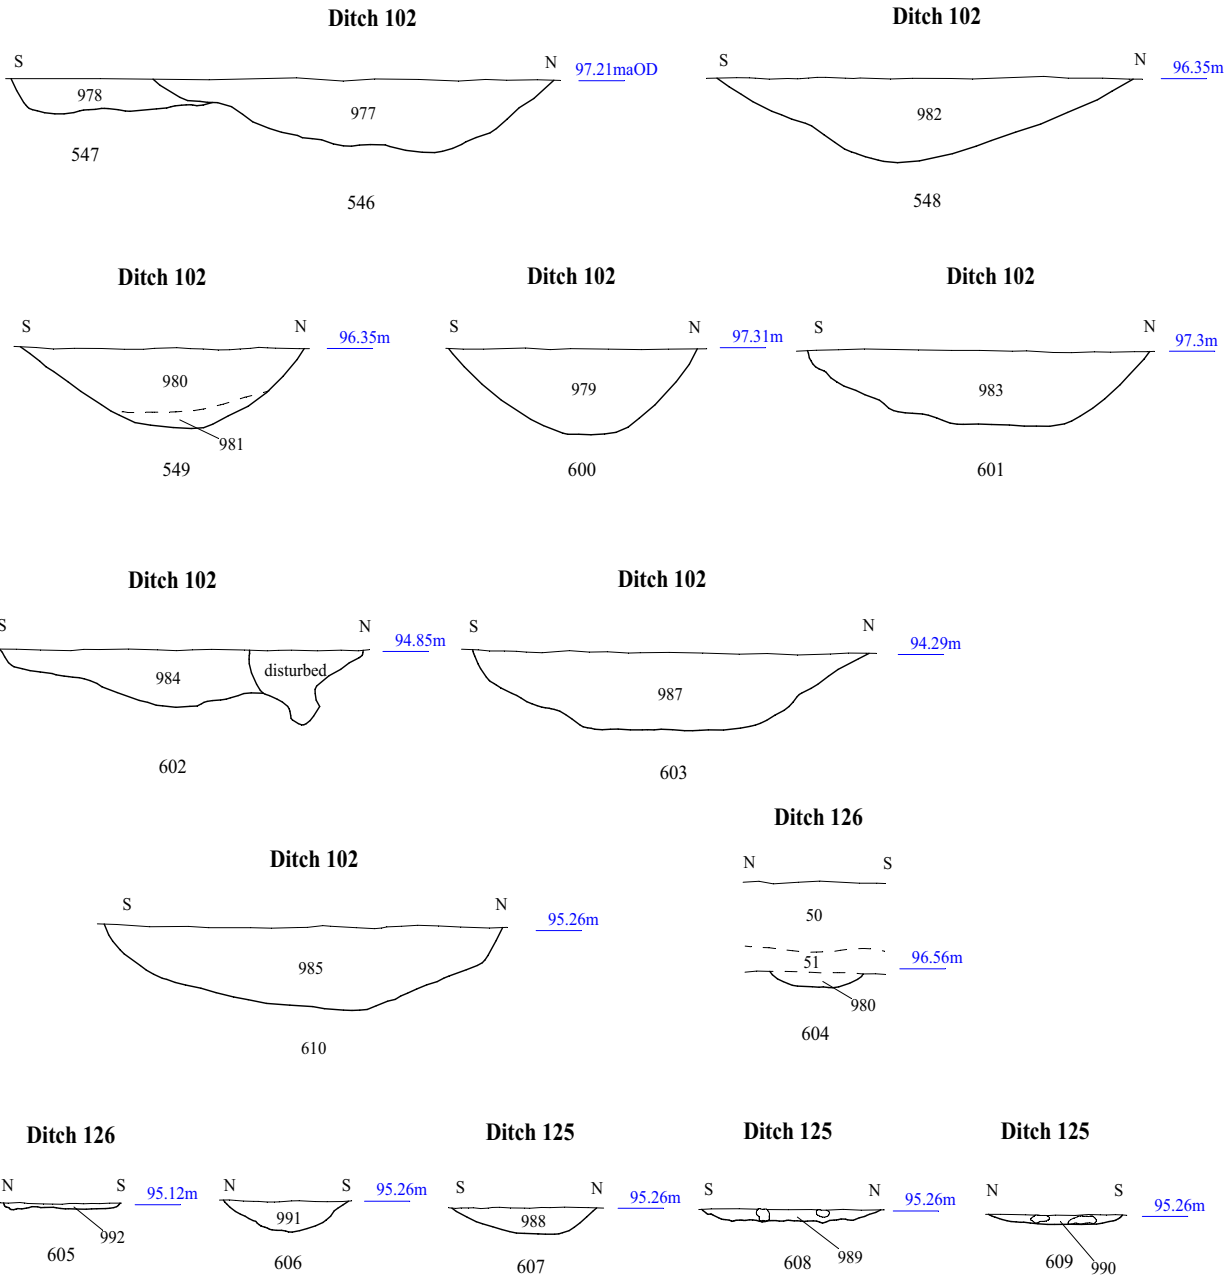 Ditch 102
S N 97.21maOD
978
977
547
546
Ditch 102
S N 96.35m
982
548
Ditch 102
S N 96.35m
980
981
549
Ditch 102
S N 97.31m
979
600
Ditch 102
S N 97.3m
983
601
Ditch 102
S N 94.85m
984 disturbed
602
Ditch 102
S N 94.29m
987
603
Ditch 102
S N 95.26m
985
610
Ditch 126
N S
50
51 96.56m
980
604
Ditch 126
N S 95.12m
992
605
N S 95.26m
991
606
Ditch 125
S N 95.26m
988
607
Ditch 125
S N 95.26m
989
608
Ditch 125
N S 95.26m
990
609